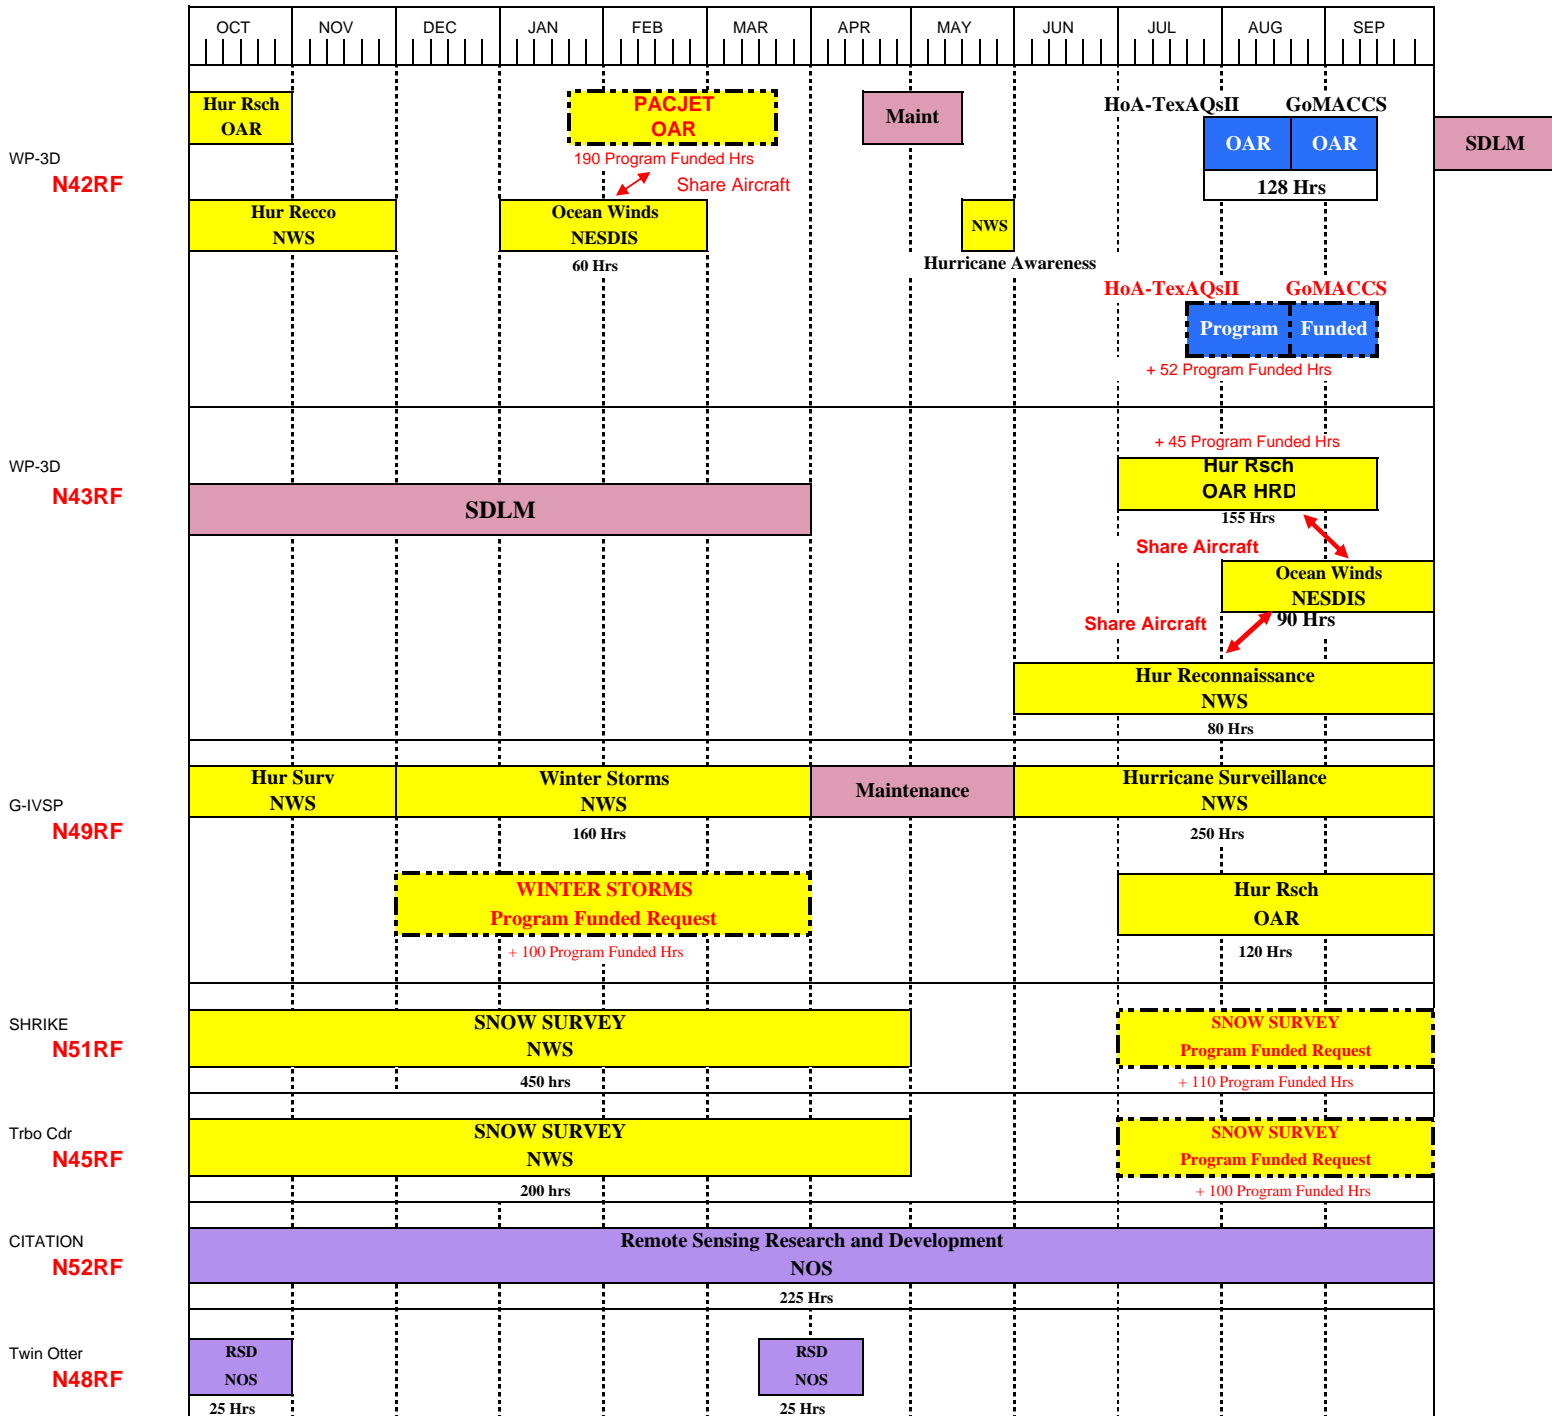 OCT NOV DEC JAN FEB MAR APR MAY JUN JUL AUG SEP
Hur Rsch
OAR
PACJET
OAR
190 Program Funded Hrs
Share Aircraft
Maint
HoA-TexAQsII GoMACCS
OAR OAR
128 Hrs
SDLM
WP-3D
N42RF
Hur Recco
NWS
Ocean Winds
NESDIS
60 Hrs
NWS
Hurricane Awareness
HoA-TexAQsII GoMACCS
Program Funded
+ 52 Program Funded Hrs
WP-3D
N43RF
SDLM
+ 45 Program Funded Hrs
Hur Rsch
OAR HRD
155 Hrs
Share Aircraft
Ocean Winds
NESDIS
90 Hrs
Share Aircraft
Hur Reconnaissance
NWS
80 Hrs
G-IVSP
N49RF
Hur Surv
NWS
Winter Storms
NWS
160 Hrs
Maintenance
Hurricane Surveillance
NWS
250 Hrs
WINTER STORMS
Program Funded Request
+ 100 Program Funded Hrs
Hur Rsch
OAR
120 Hrs
SHRIKE
N51RF
SNOW SURVEY
NWS
450 hrs
SNOW SURVEY
Program Funded Request
+ 110 Program Funded Hrs
Trbo Cdr
N45RF
SNOW SURVEY
NWS
200 hrs
SNOW SURVEY
Program Funded Request
+ 100 Program Funded Hrs
CITATION
N52RF
Remote Sensing Research and Development
NOS
225 Hrs
Twin Otter
N48RF
RSD
NOS
25 Hrs
RSD
NOS
25 Hrs